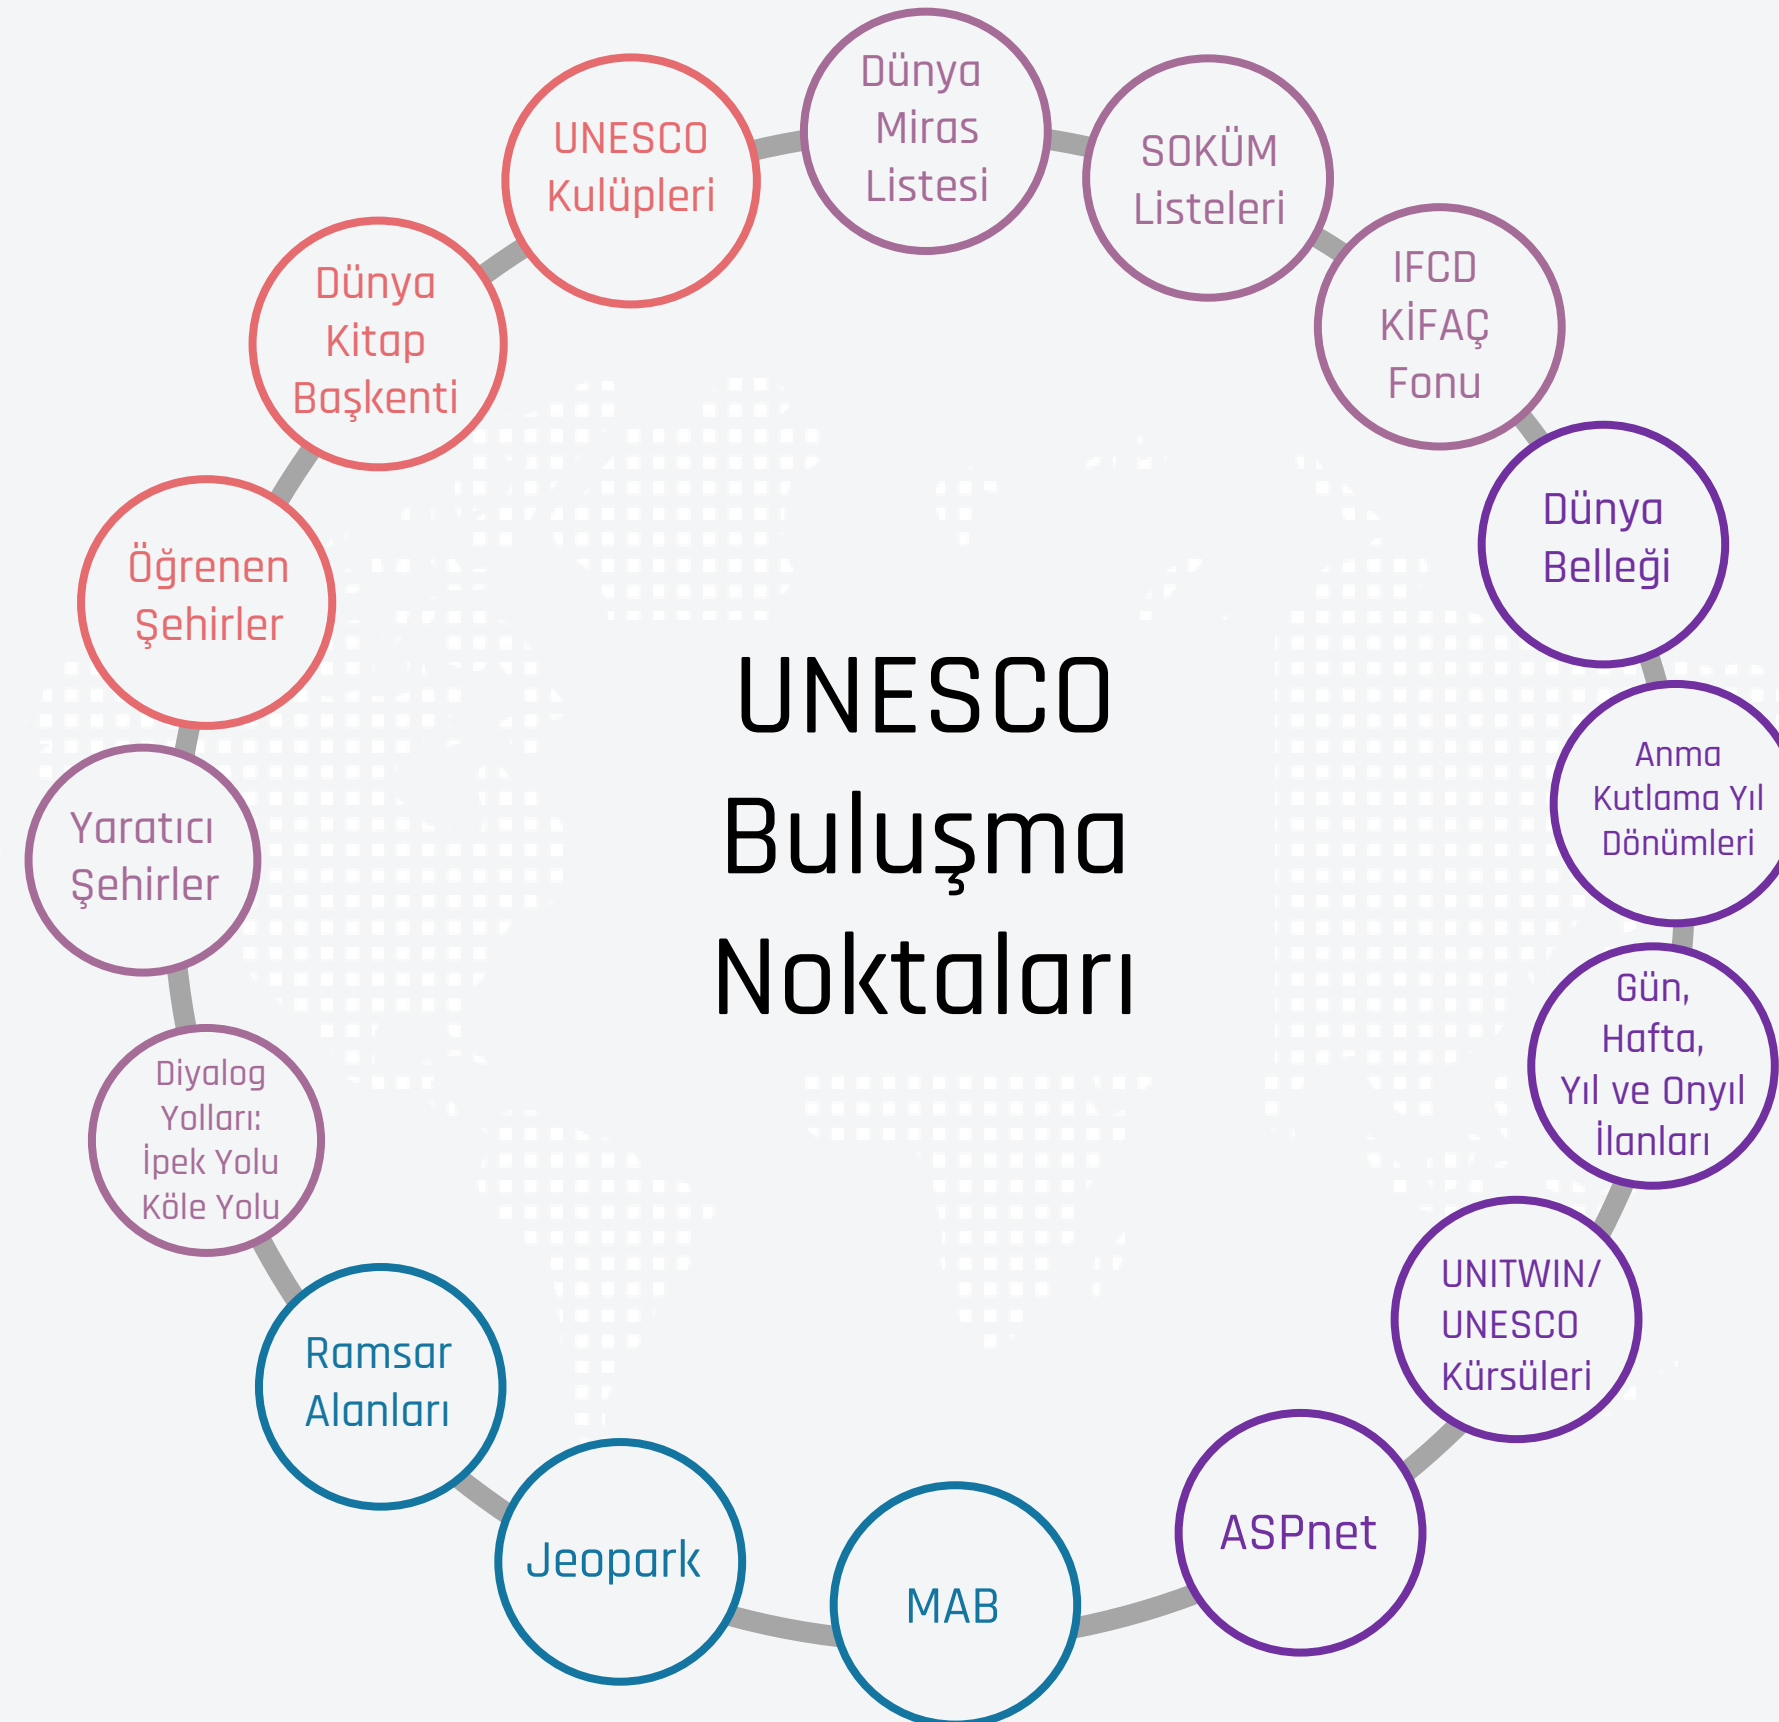 Dünya
Miras
Listesi
SOKÜM
Listeleri
IFCD
KİFAÇ
Fonu
Dünya
Belleği
Anma
Kutlama Yıl
Dönümleri
Gün,
Hafta,
Yıl ve Onyıl
İlanları
UNITWIN/
UNESCO
Kürsüleri
ASPnet
MAB
Jeopark
Ramsar
Alanları
Diyalog
Yolları:
İpek Yolu
Köle Yolu
Yaratıcı
Şehirler
Öğrenen
Şehirler
Dünya
Kitap
Başkenti
UNESCO
Kulüpleri
UNESCO
Buluşma
Noktaları